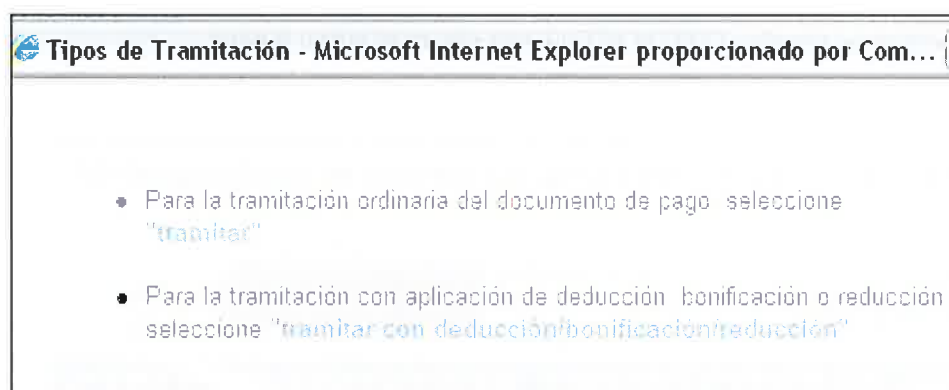 Tipos de Tramitación - Microsoft Internet Explorer proporcionado por Com...
• Para la tramitación ordinaria del documento de pago seleccione
"tramitar"
• Para la tramitación con aplicación de deducción bonificación o reducción
seleccione "tramitar con deducción/bonificación/reducción"